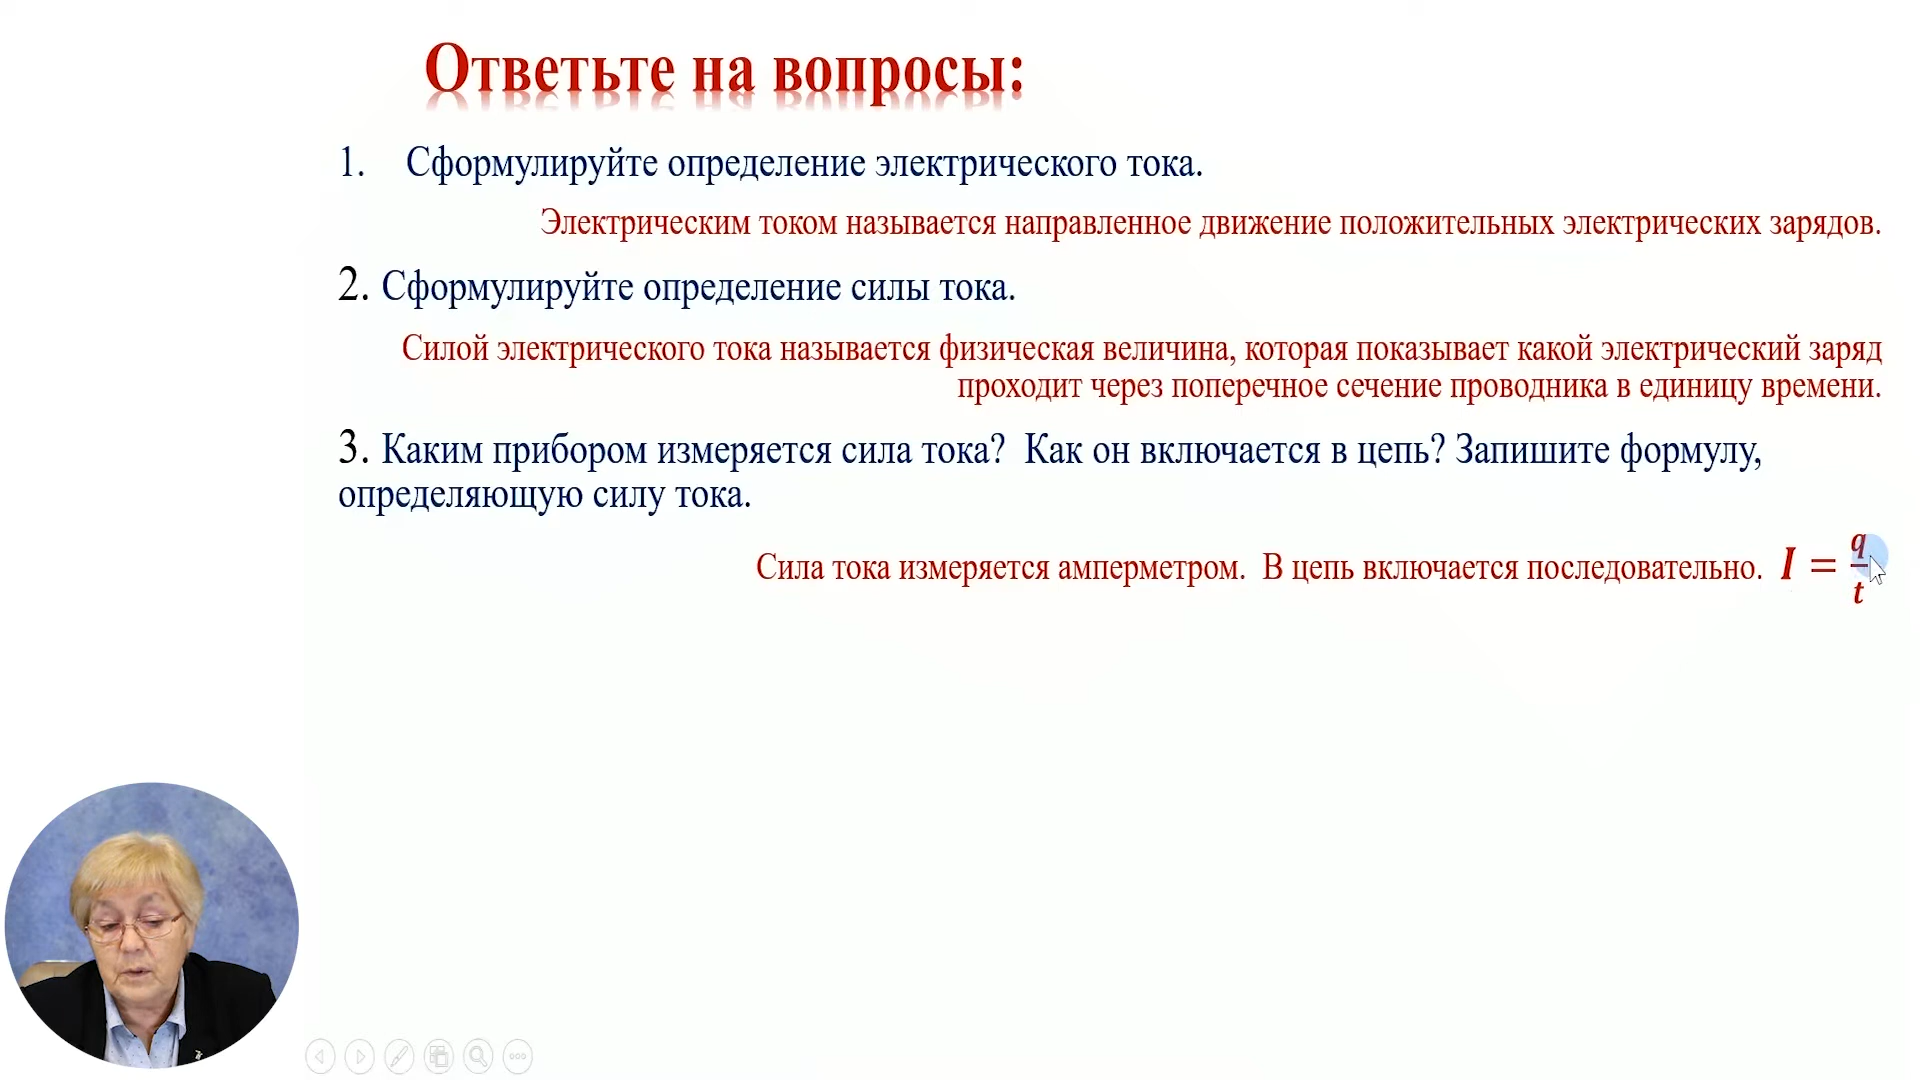 Ответьте на вопросы:
1. Сформулируйте определение электрического тока.
Электрическим током называется направленное движение положительных электрических зарядов.
2. Сформулируйте определение силы тока.
Силой электрического тока называется физическая величина, которая показывает какой электрический заряд
проходит через поперечное сечение проводника в единицу времени.
3. Каким прибором измеряется сила тока? Как он включается в цепь? Запишите формулу,
определяющую силу тока.
Сила тока измеряется амперметром. В цепь включается последовательно. I = q/t